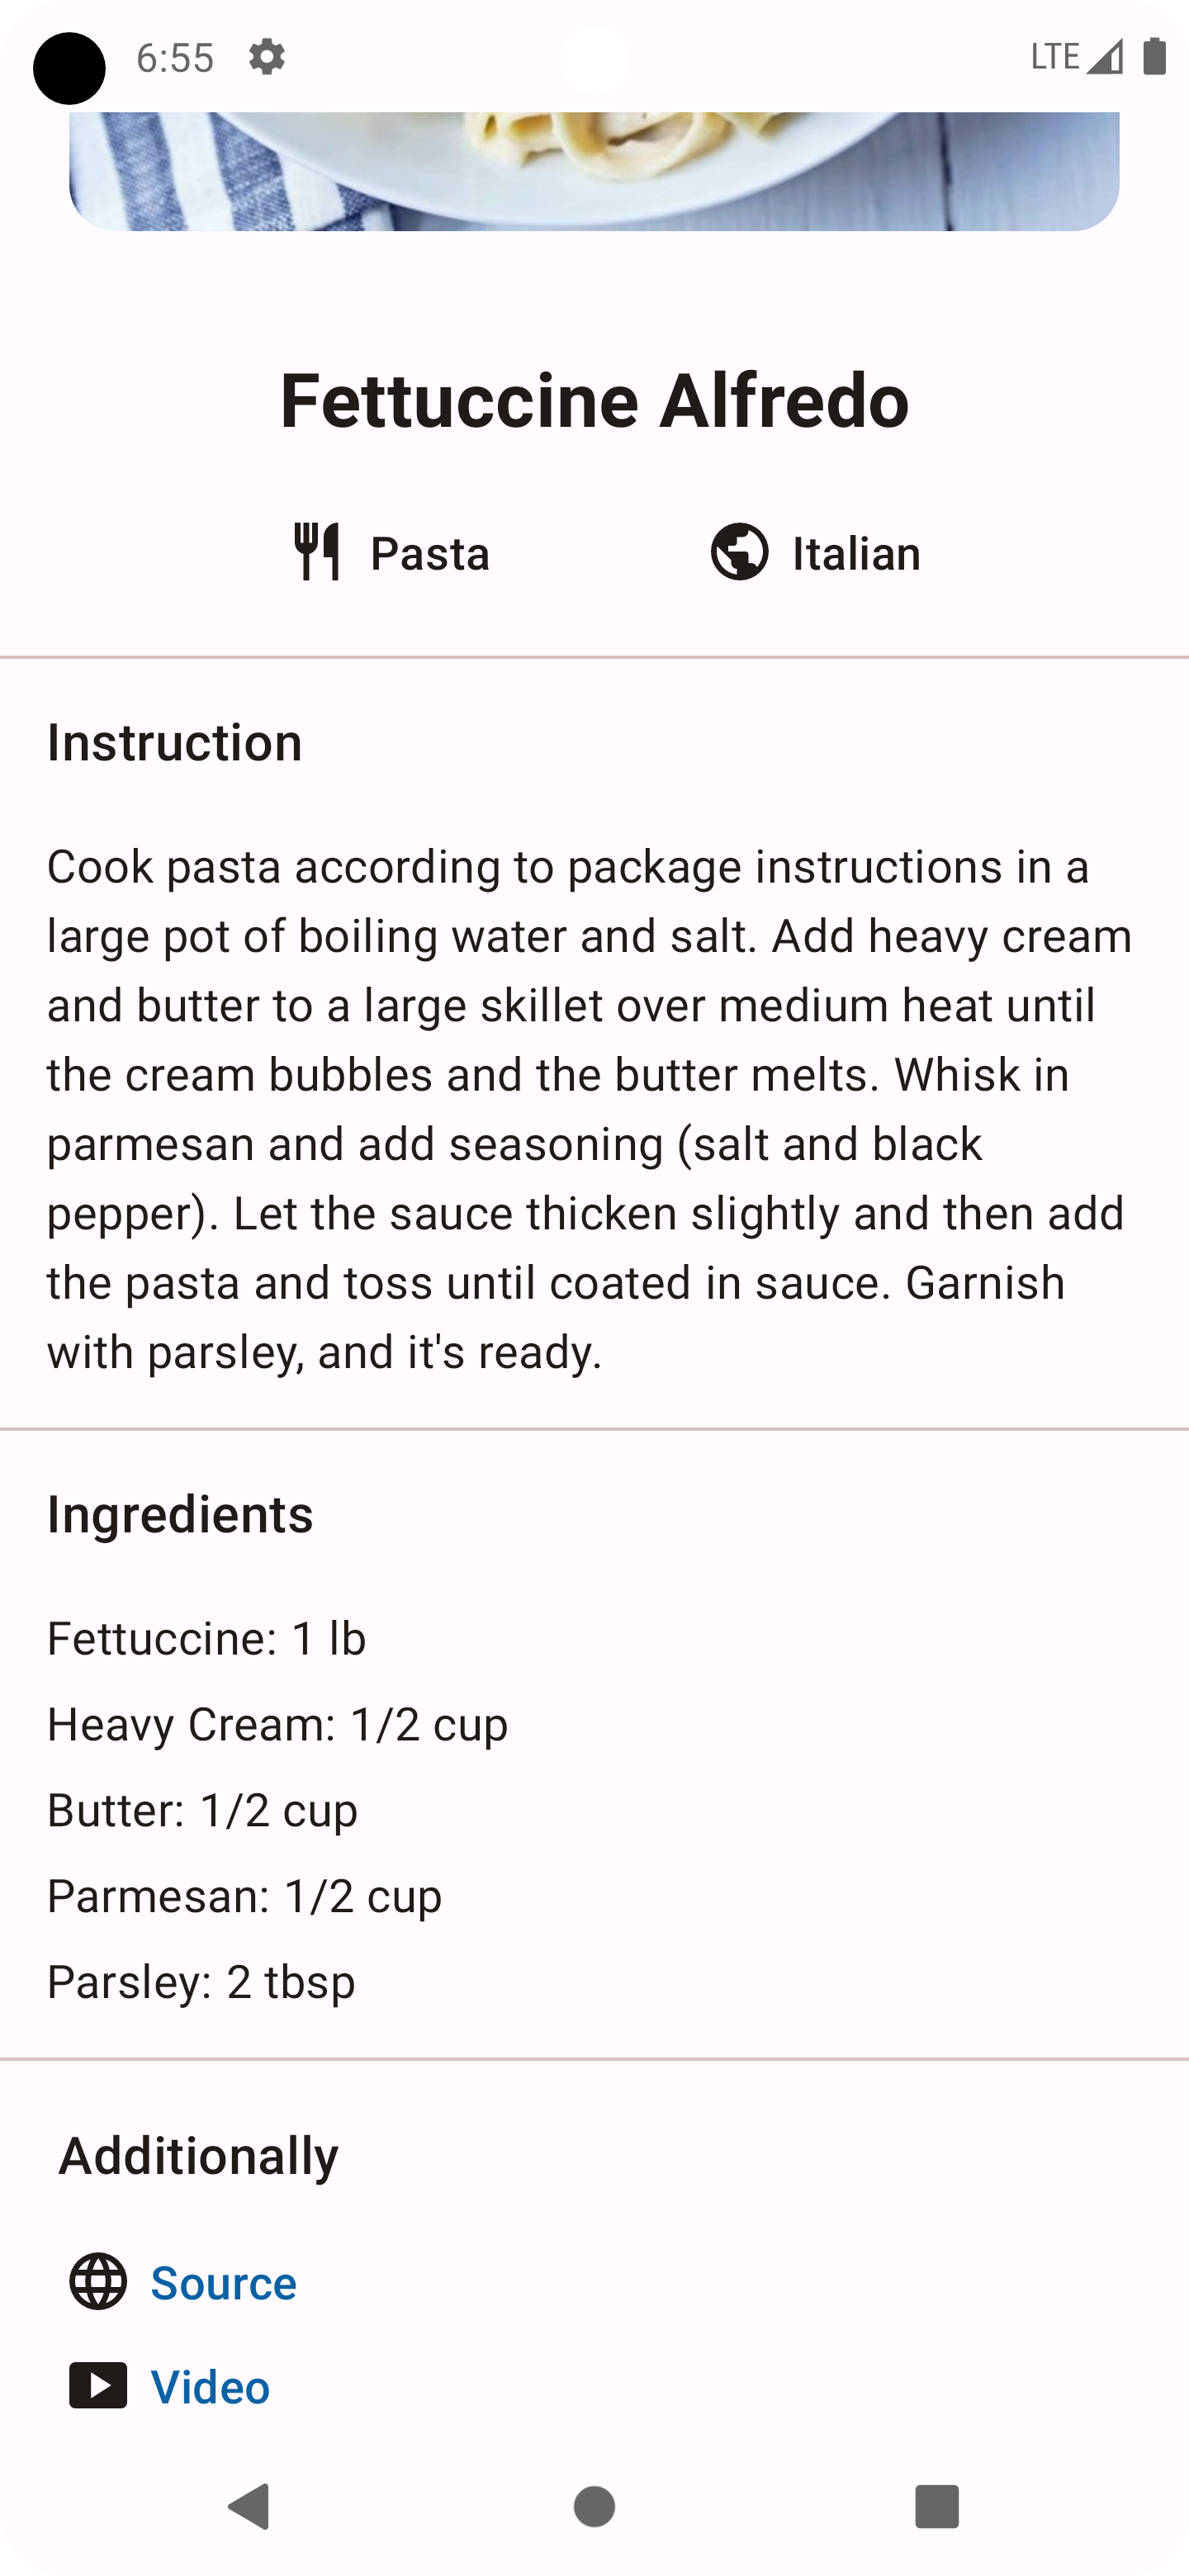 6:55
LTE
Fettuccine Alfredo
Pasta
Italian
Instruction
Cook pasta according to package instructions in a
large pot of boiling water and salt. Add heavy cream
and butter to a large skillet over medium heat until
the cream bubbles and the butter melts. Whisk in
parmesan and add seasoning (salt and black
pepper). Let the sauce thicken slightly and then add
the pasta and toss until coated in sauce. Garnish
with parsley, and it's ready.
Ingredients
Fettuccine: 1 lb
Heavy Cream: 1/2 cup
Butter: 1/2 cup
Parmesan: 1/2 cup
Parsley: 2 tbsp
Additionally
Source
Video